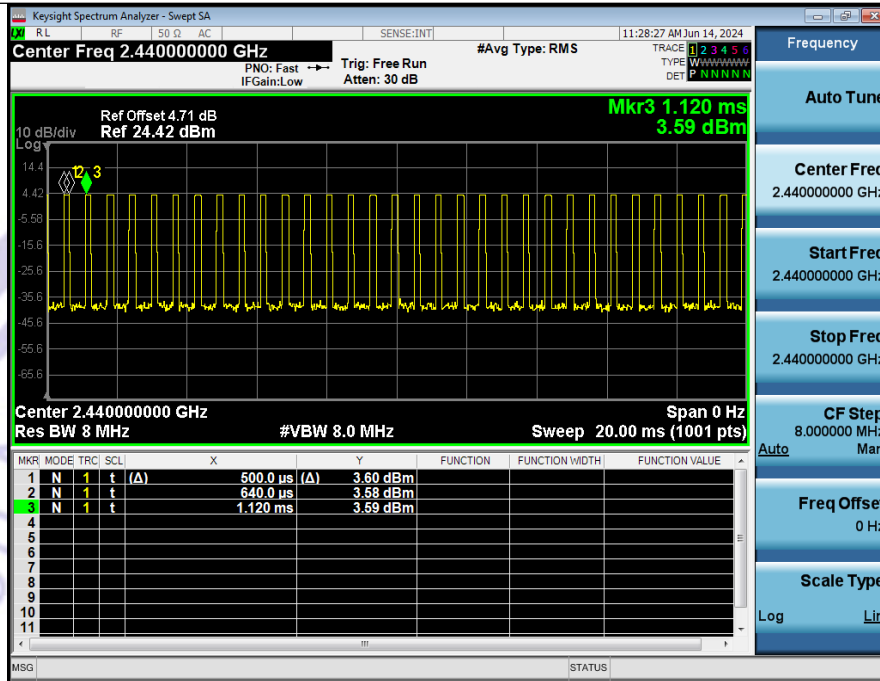 Keysight Spectrum Analyzer - Swept SA
LXI RL RF 50 Ω AC SENSE:INT 11:28:27 AM Jun 14, 2024
Center Freq 2.440000000 GHz #Avg Type: RMS TRACE 1 2 3 4 5 6
PNO: Fast Trig: Free Run TYPE WWWWWW
IFGain:Low Atten: 30 dB DET P N N N N N
Mkr3 1.120 ms
3.59 dBm
Ref Offset 4.71 dB
10 dB/div Ref 24.42 dBm
Log
14.4
4.42
-5.58
-15.6
-25.6
-35.6
-45.6
-55.6
-65.6
1 2 3
Center 2.440000000 GHz Span 0 Hz
Res BW 8 MHz #VBW 8.0 MHz Sweep 20.00 ms (1001 pts)
MKR MODE TRC SCL X Y FUNCTION FUNCTION WIDTH FUNCTION VALUE
1 N 1 t (Δ) 500.0 µs (Δ) 3.60 dBm
2 N 1 t 640.0 µs 3.58 dBm
3 N 1 t 1.120 ms 3.59 dBm
4
5
6
7
8
9
10
11
MSG STATUS
Frequency
Auto Tune
Center Freq
2.440000000 GHz
Start Freq
2.440000000 GHz
Stop Freq
2.440000000 GHz
CF Step
8.000000 MHz
Auto Man
Freq Offset
0 Hz
Scale Type
Log Lin